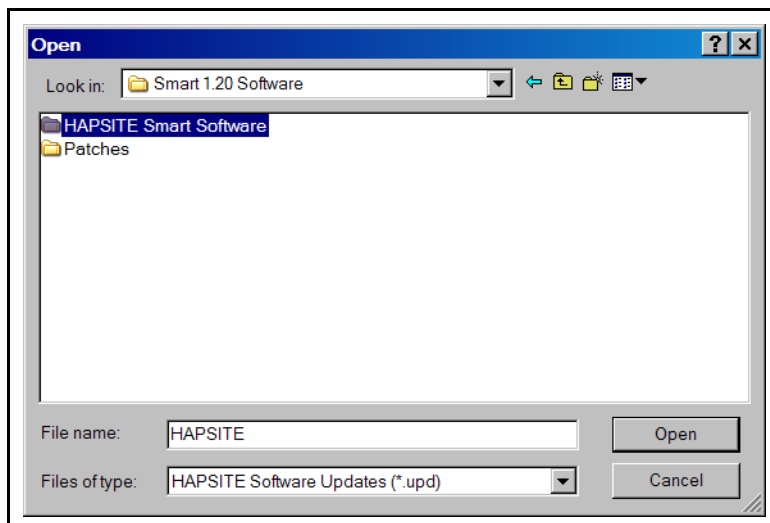 Open
Look in: Smart 1.20 Software
HAPSITE Smart Software
Patches
File name: HAPSITE Open
Files of type: HAPSITE Software Updates (*.upd) Cancel